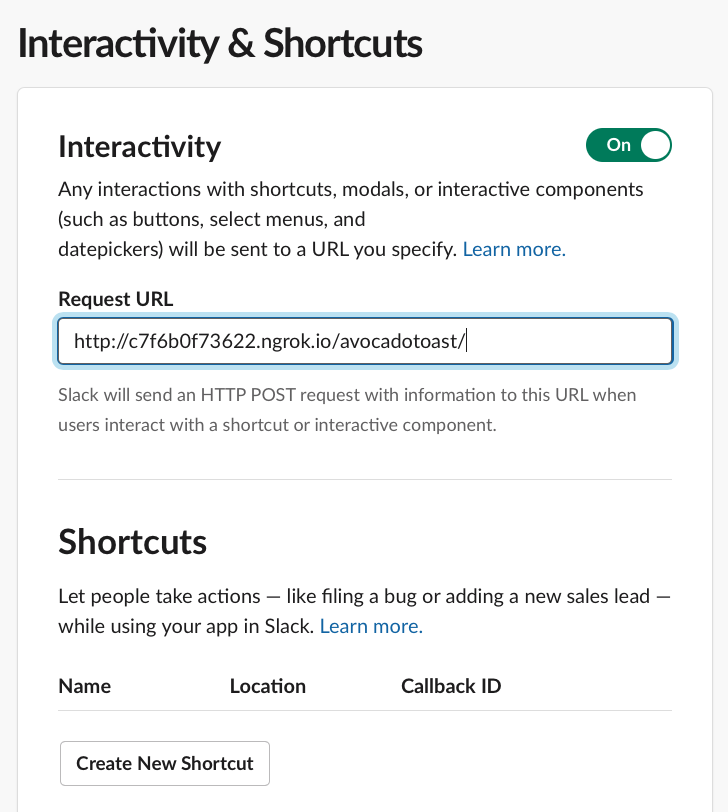 Interactivity & Shortcuts
Interactivity
On
Any interactions with shortcuts, modals, or interactive components
(such as buttons, select menus, and
datepickers) will be sent to a URL you specify. Learn more.
Request URL
http://c7f6b0f73622.ngrok.io/avocadotoast/
Slack will send an HTTP POST request with information to this URL when
users interact with a shortcut or interactive component.
Shortcuts
Let people take actions — like filing a bug or adding a new sales lead —
while using your app in Slack. Learn more.
Name Location Callback ID
Create New Shortcut